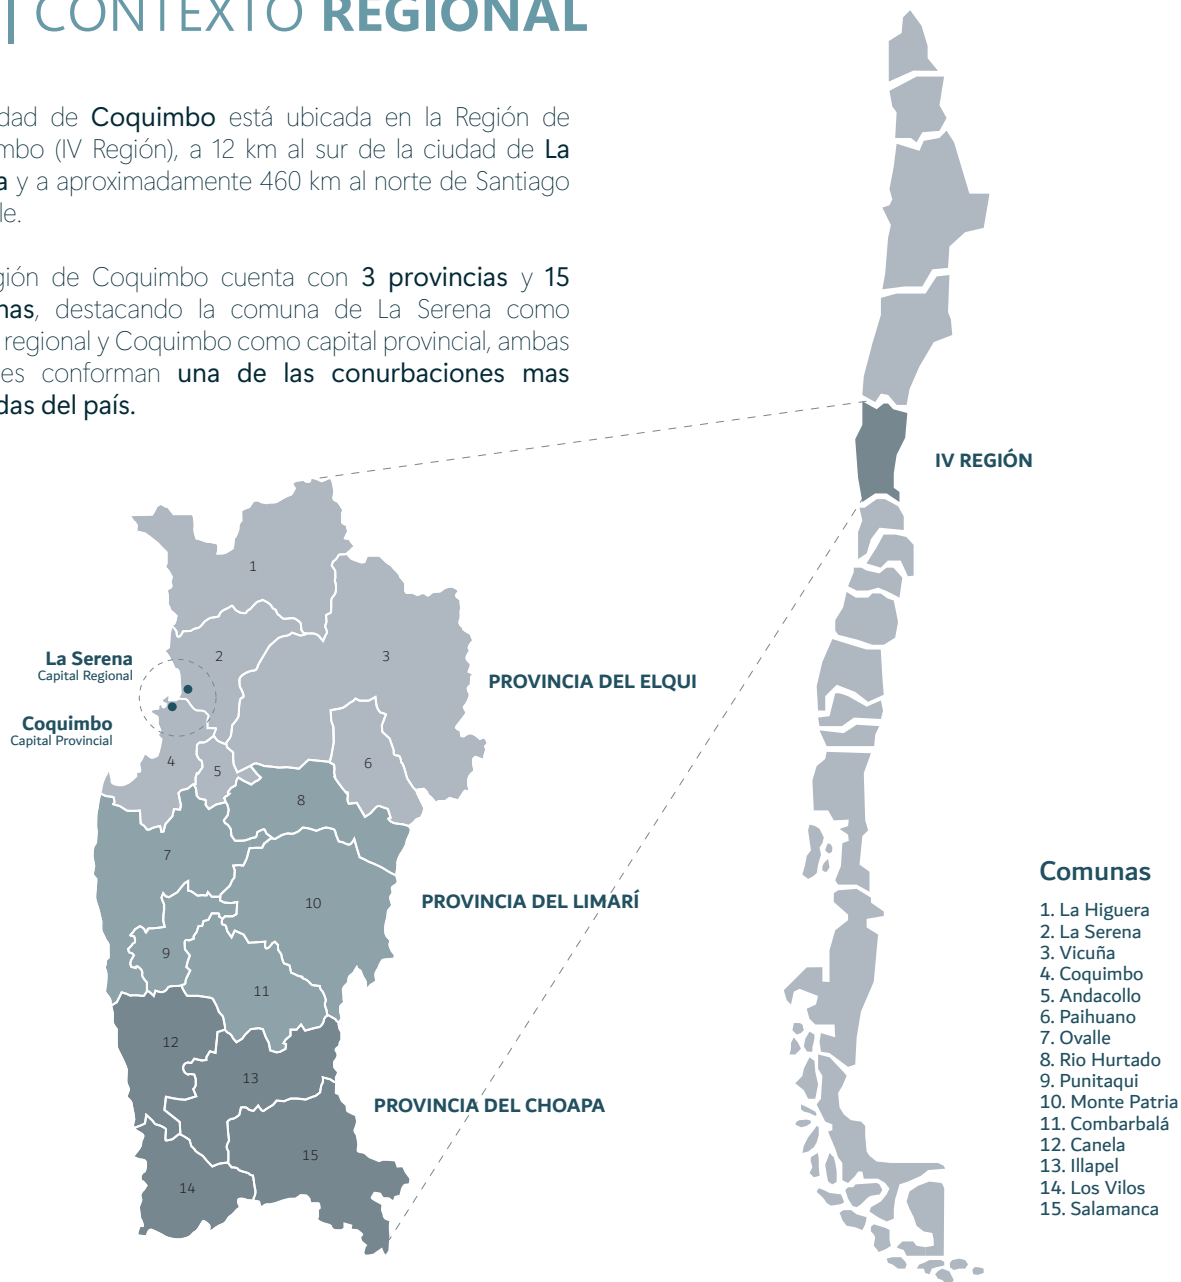 CONTEXTO REGIONAL
dad de Coquimbo está ubicada en la Región de
mbo (IV Región), a 12 km al sur de la ciudad de La
a y a aproximadamente 460 km al norte de Santiago
le.
gión de Coquimbo cuenta con 3 provincias y 15
nas, destacando la comuna de La Serena como
regional y Coquimbo como capital provincial, ambas
es conforman una de las conurbaciones mas
das del país.
IV REGIÓN
1
2
3
La Serena
Capital Regional
PROVINCIA DEL ELQUI
Coquimbo
Capital Provincial
4
5
6
8
7
10
PROVINCIA DEL LIMARÍ
9
11
12
13
PROVINCIA DEL CHOAPA
15
14
Comunas
1. La Higuera
2. La Serena
3. Vicuña
4. Coquimbo
5. Andacollo
6. Paihuano
7. Ovalle
8. Rio Hurtado
9. Punitaqui
10. Monte Patria
11. Combarbalá
12. Canela
13. Illapel
14. Los Vilos
15. Salamanca